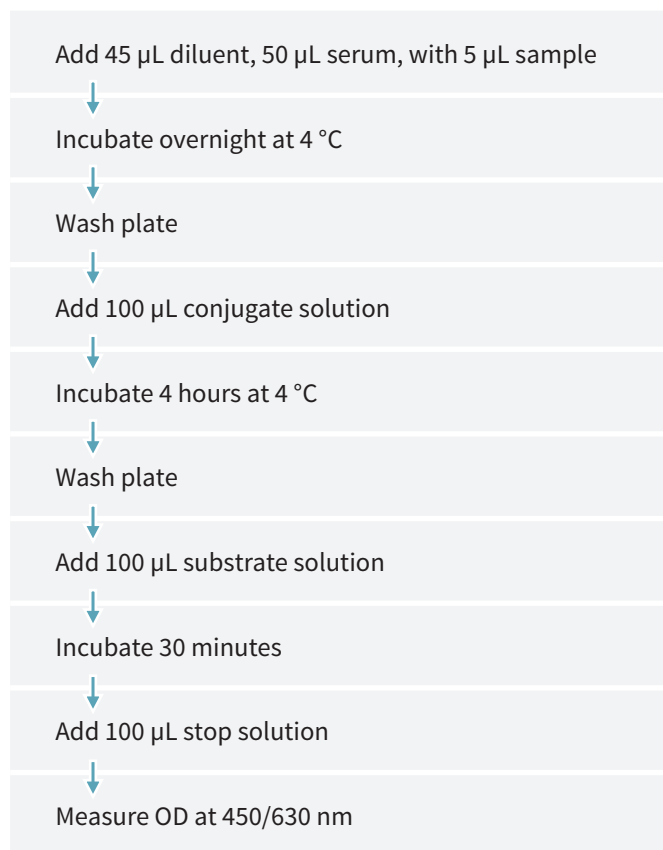 Add 45 µL diluent, 50 µL serum, with 5 µL sample
Incubate overnight at 4 °C
Wash plate
Add 100 µL conjugate solution
Incubate 4 hours at 4 °C
Wash plate
Add 100 µL substrate solution
Incubate 30 minutes
Add 100 µL stop solution
Measure OD at 450/630 nm